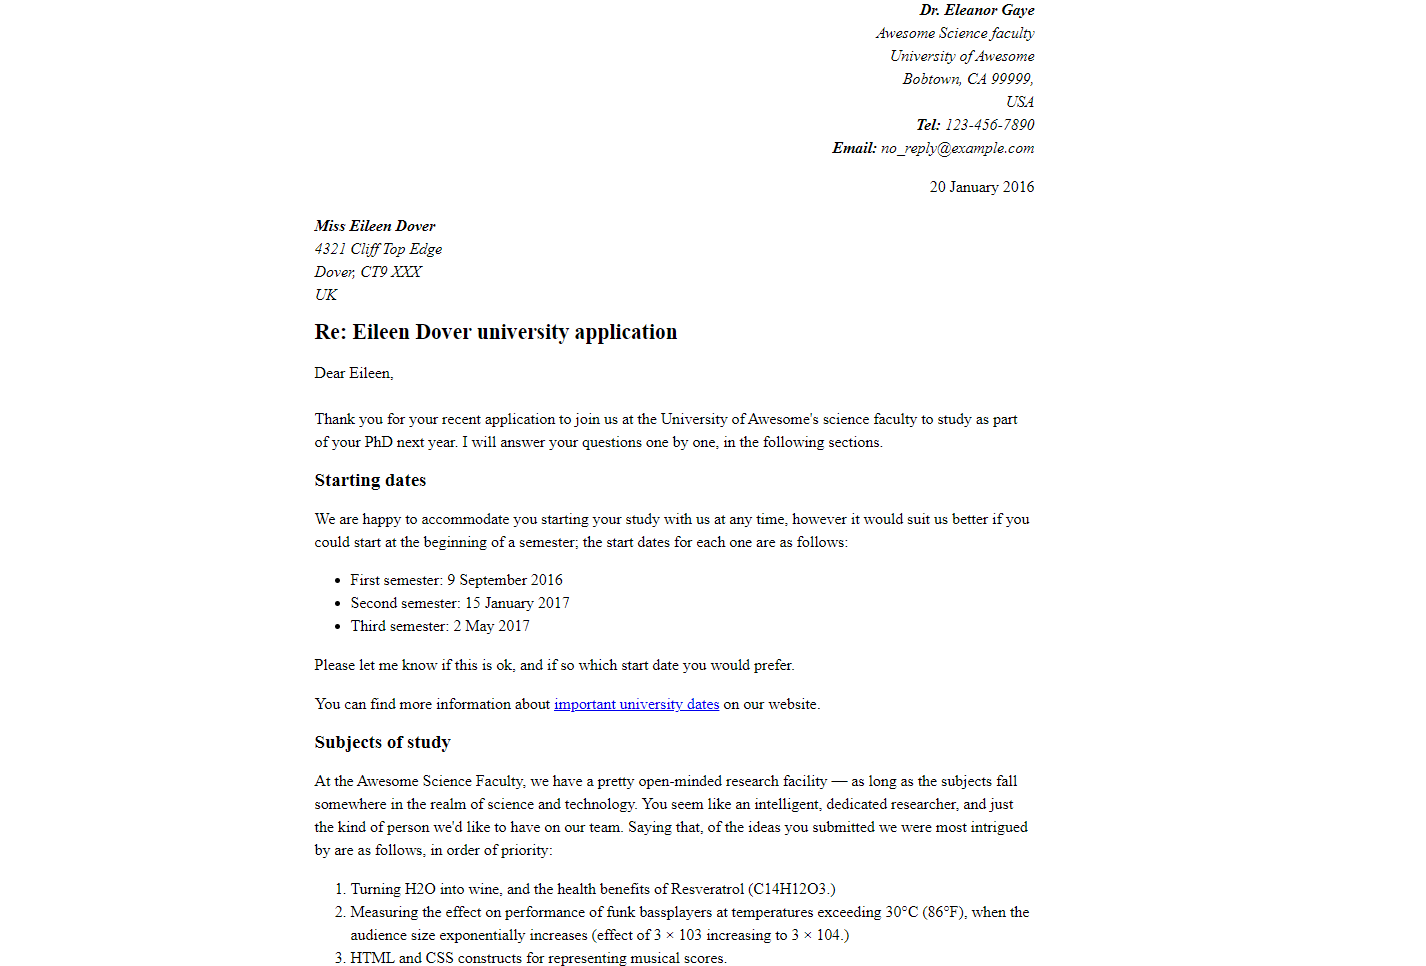 Dr. Eleanor Gaye
Awesome Science faculty
University of Awesome
Bobtown, CA 99999,
USA
Tel: 123-456-7890
Email: no_reply@example.com
20 January 2016
Miss Eileen Dover
4321 Cliff Top Edge
Dover, CT9 XXX
UK
Re: Eileen Dover university application
Dear Eileen,
Thank you for your recent application to join us at the University of Awesome's science faculty to study as part
of your PhD next year. I will answer your questions one by one, in the following sections.
Starting dates
We are happy to accommodate you starting your study with us at any time, however it would suit us better if you
could start at the beginning of a semester; the start dates for each one are as follows:
• First semester: 9 September 2016
• Second semester: 15 January 2017
• Third semester: 2 May 2017
Please let me know if this is ok, and if so which start date you would prefer.
You can find more information about important university dates on our website.
Subjects of study
At the Awesome Science Faculty, we have a pretty open-minded research facility — as long as the subjects fall
somewhere in the realm of science and technology. You seem like an intelligent, dedicated researcher, and just
the kind of person we'd like to have on our team. Saying that, of the ideas you submitted we were most intrigued
by are as follows, in order of priority:
1. Turning H2O into wine, and the health benefits of Resveratrol (C14H12O3.)
2. Measuring the effect on performance of funk bassplayers at temperatures exceeding 30°C (86°F), when the
audience size exponentially increases (effect of 3 × 103 increasing to 3 × 104.)
3. HTML and CSS constructs for representing musical scores.